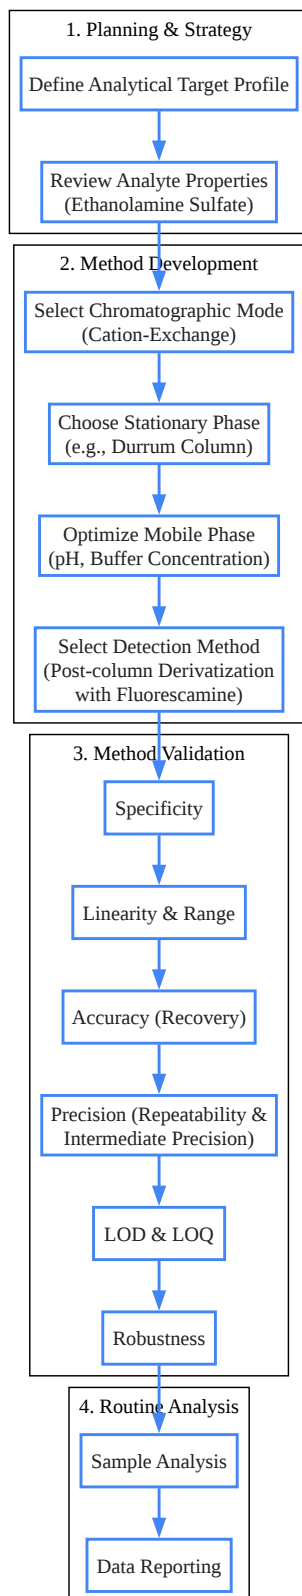 1. Planning & Strategy
Define Analytical Target Profile
Review Analyte Properties
(Ethanolamine Sulfate)
2. Method Development
Select Chromatographic Mode
(Cation-Exchange)
Choose Stationary Phase
(e.g., Durrum Column)
Optimize Mobile Phase
(pH, Buffer Concentration)
Select Detection Method
(Post-column Derivatization
with Fluorescamine)
3. Method Validation
Specificity
Linearity & Range
Accuracy (Recovery)
Precision (Repeatability &
Intermediate Precision)
LOD & LOQ
Robustness
4. Routine Analysis
Sample Analysis
Data Reporting